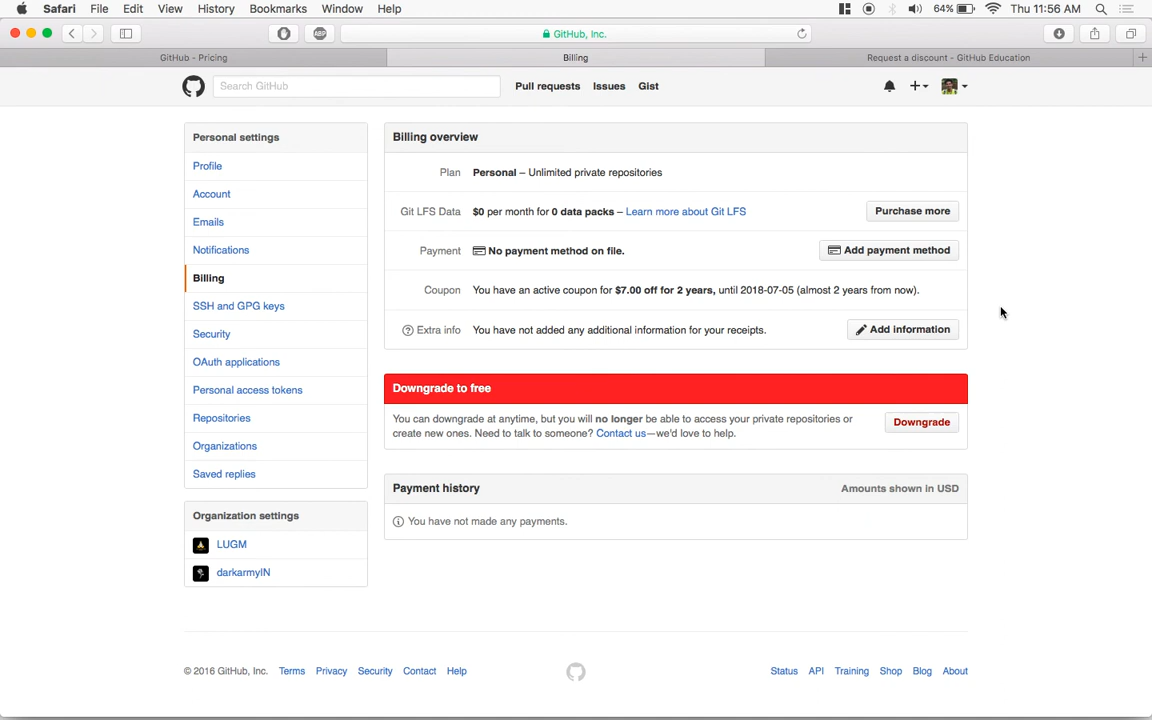 Safari File Edit View History Bookmarks Window Help 64% Thu 11:56 AM
GitHub, Inc.
GitHub - Pricing Billing Request a discount - GitHub Education
Search GitHub Pull requests Issues Gist
Personal settings
Profile
Account
Emails
Notifications
Billing
SSH and GPG keys
Security
OAuth applications
Personal access tokens
Repositories
Organizations
Saved replies
Organization settings
LUGM
darkarmyIN
Billing overview
Plan Personal – Unlimited private repositories
Git LFS Data $0 per month for 0 data packs – Learn more about Git LFS Purchase more
Payment No payment method on file. Add payment method
Coupon You have an active coupon for $7.00 off for 2 years, until 2018-07-05 (almost 2 years from now).
Extra info You have not added any additional information for your receipts. Add information
Downgrade to free
You can downgrade at anytime, but you will no longer be able to access your private repositories or
create new ones. Need to talk to someone? Contact us—we'd love to help.
Downgrade
Payment history Amounts shown in USD
You have not made any payments.
© 2016 GitHub, Inc. Terms Privacy Security Contact Help Status API Training Shop Blog About